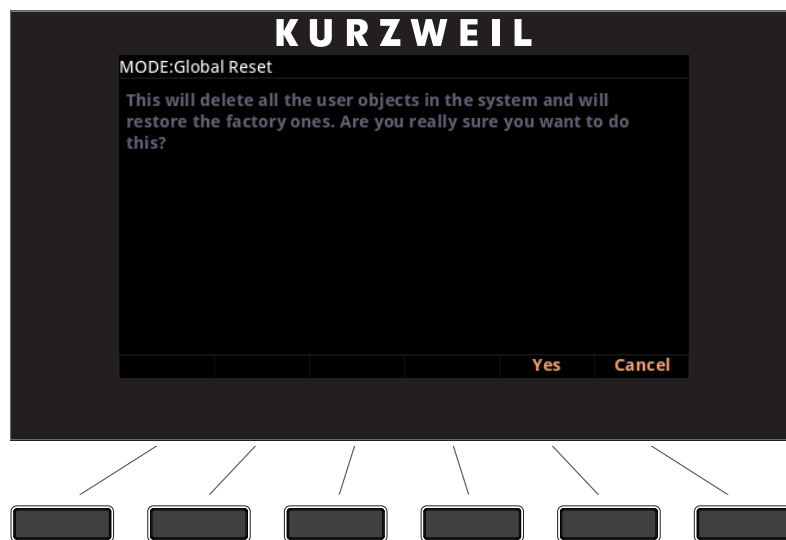 KURZWEIL
MODE:Global Reset
This will delete all the user objects in the system and will
restore the factory ones. Are you really sure you want to do
this?
Yes Cancel